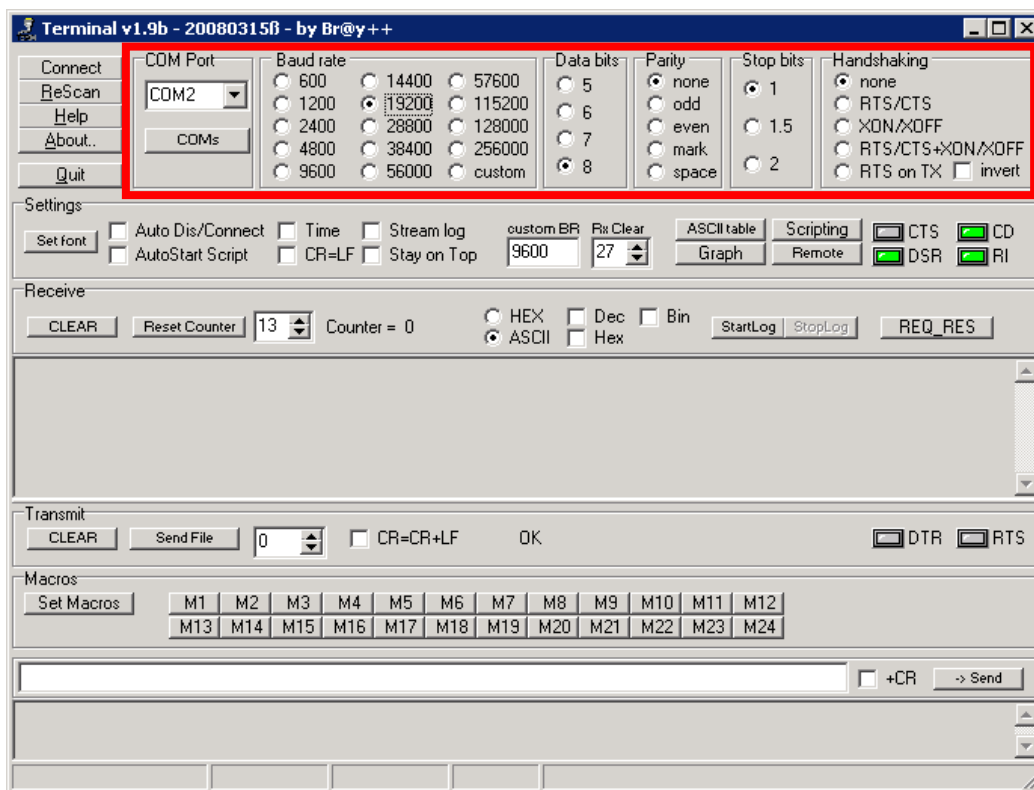 Terminal v1.9b - 20080315ß - by Br@y++
Connect
ReScan
Help
About..
Quit
COM Port
COM2
COMs
Baud rate
600 14400 57600
1200 19200 115200
2400 28800 128000
4800 38400 256000
9600 56000 custom
Data bits
5
6
7
8
Parity
none
odd
even
mark
space
Stop bits
1
1.5
2
Handshaking
none
RTS/CTS
XON/XOFF
RTS/CTS+XON/XOFF
RTS on TX invert
Settings
Set font
Auto Dis/Connect Time Stream log
AutoStart Script CR=LF Stay on Top
custom BR Rx Clear
9600 27
ASCII table Scripting
Graph Remote
CTS CD
DSR RI
Receive
CLEAR Reset Counter 13 Counter = 0
HEX Dec Bin
ASCII Hex
StartLog StopLog REQ_RES
Transmit
CLEAR Send File 0 CR=CR+LF OK DTR RTS
Macros
Set Macros M1 M2 M3 M4 M5 M6 M7 M8 M9 M10 M11 M12
M13 M14 M15 M16 M17 M18 M19 M20 M21 M22 M23 M24
+CR -> Send